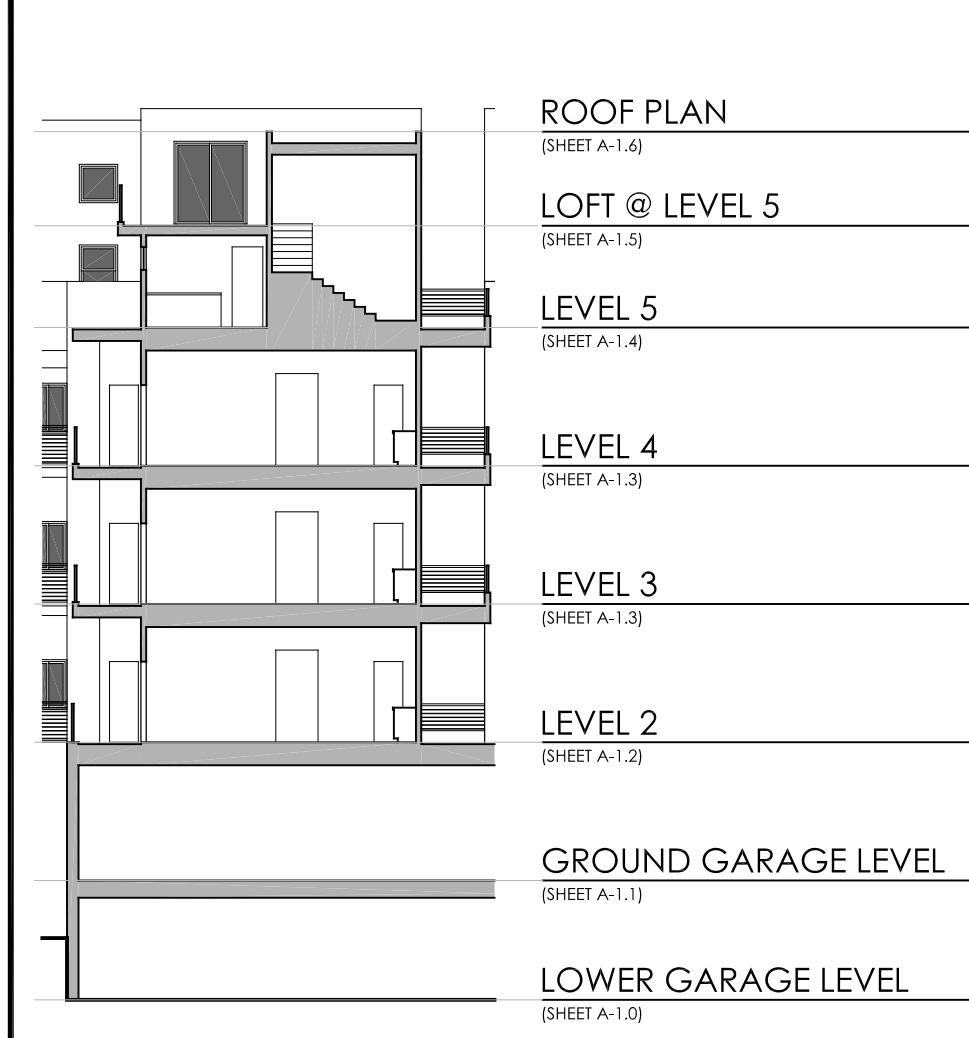 ROOF PLAN
(SHEET A-1.6)
LOFT @ LEVEL 5
(SHEET A-1.5)
LEVEL 5
(SHEET A-1.4)
LEVEL 4
(SHEET A-1.3)
LEVEL 3
(SHEET A-1.3)
LEVEL 2
(SHEET A-1.2)
GROUND GARAGE LEVEL
(SHEET A-1.1)
LOWER GARAGE LEVEL
(SHEET A-1.0)